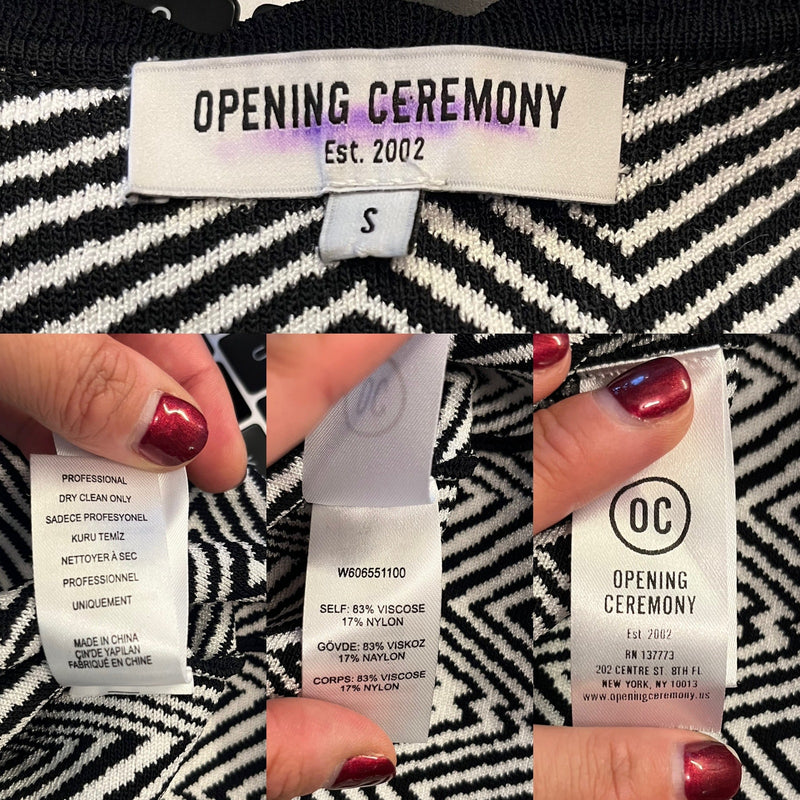 OPENING CEREMONY
Est. 2002
S
PROFESSIONAL
DRY CLEAN ONLY
SADECE PROFESYONEL
KURU TEMİZ
NETTOYER À SEC
PROFESSIONNEL
UNIQUEMENT
MADE IN CHINA
ÇIN'DE YAPILAN
FABRIQUÉ EN CHINE
OC
W606551100
SELF: 83% VISCOSE
17% NYLON
GÖVDE: 83% VİSKOZ
17% NAYLON
CORPS: 83% VISCOSE
17% NYLON
OC
OPENING
CEREMONY
Est 2002
RN 137773
202 CENTRE ST. 8TH FL
NEW YORK, NY 10013
www.openingceremony.us